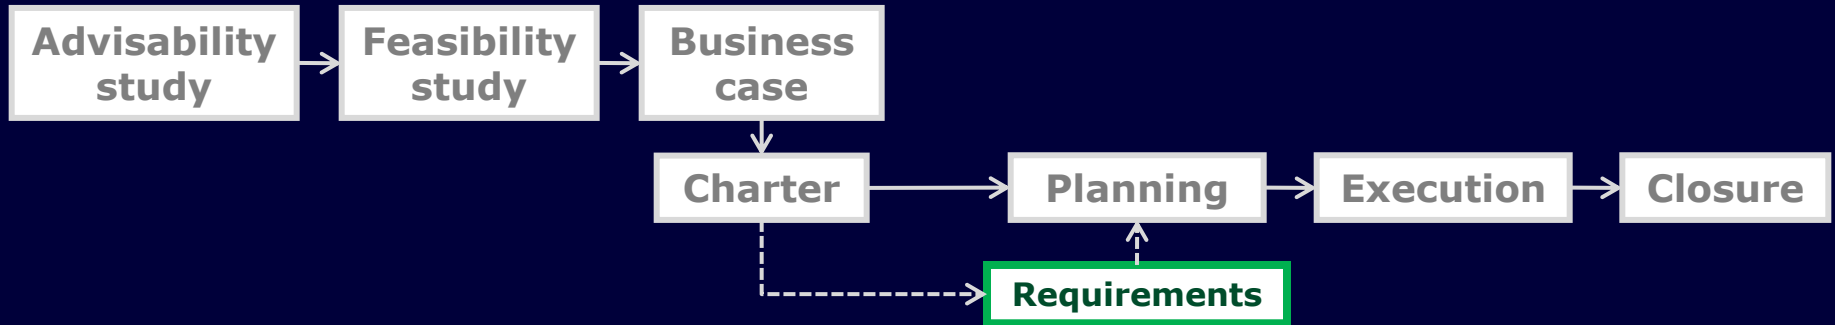 Advisability
study
Feasibility
study
Business
case
Charter
Planning
Execution
Closure
Requirements